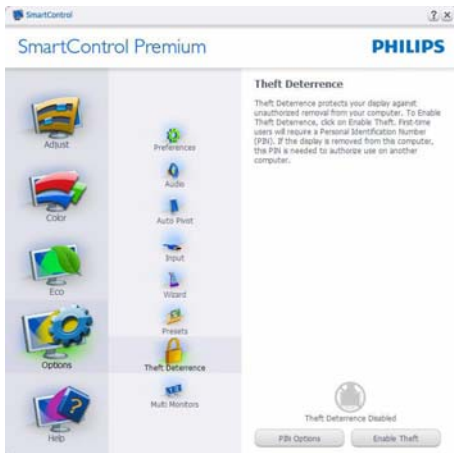 SmartControl
SmartControl Premium
PHILIPS
Adjust
Color
Eco
Options
Help
Preferences
Audio
Auto Pivot
Input
Wizard
Presets
Theft Deterrence
Multi Monitors
Theft Deterrence
Theft Deterrence protects your display against
unauthorized removal from your computer. To Enable
Theft Deterrence, click on Enable Theft. First-time
users will require a Personal Identification Number
(PIN). If the display is removed from this computer,
this PIN is needed to authorize use on another
computer.
Theft Deterrence Disabled
PIN Options
Enable Theft